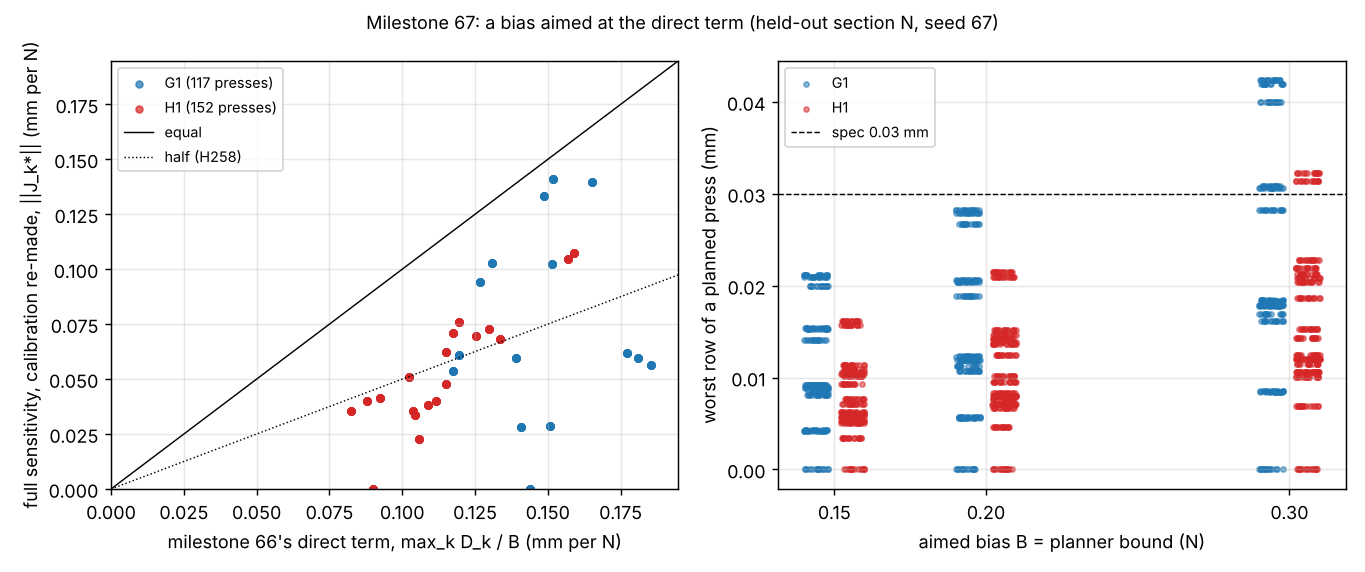 Milestone 67: a bias aimed at the direct term (held-out section N, seed 67)
full sensitivity, calibration re-made, ||J_k*|| (mm per N)
0.175
0.150
0.125
0.100
0.075
0.050
0.025
0.000
G1 (117 presses)
H1 (152 presses)
equal
half (H258)
0.000 0.025 0.050 0.075 0.100 0.125 0.150 0.175
milestone 66's direct term, max_k D_k / B (mm per N)
worst row of a planned press (mm)
0.04
0.03
0.02
0.01
0.00
G1
H1
spec 0.03 mm
0.15 0.20 0.30
aimed bias B = planner bound (N)